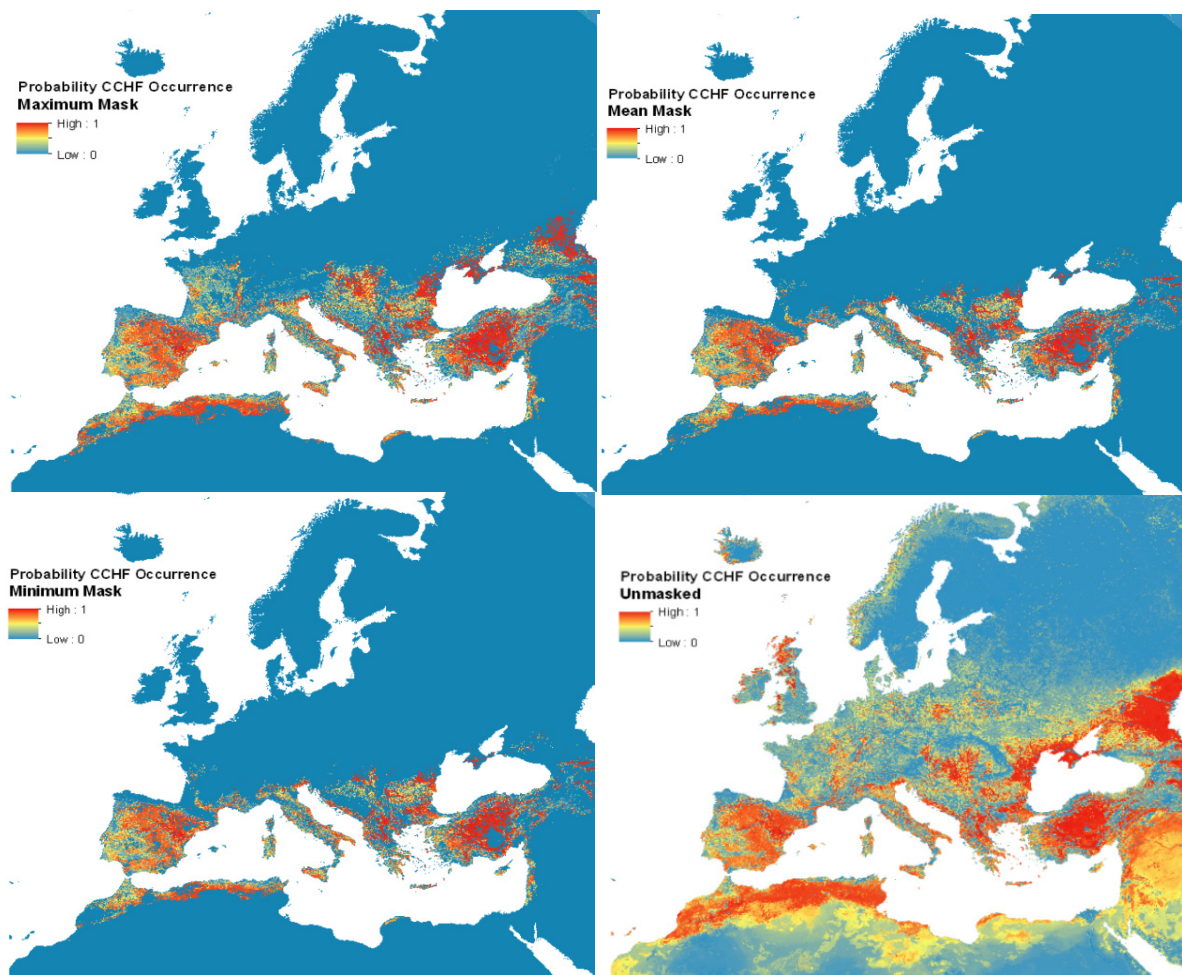 Probability CCHF Occurrence
Maximum Mask
High : 1
Low : 0
Probability CCHF Occurrence
Mean Mask
High : 1
Low : 0
Probability CCHF Occurrence
Minimum Mask
High : 1
Low : 0
Probability CCHF Occurrence
Unmasked
High : 1
Low : 0